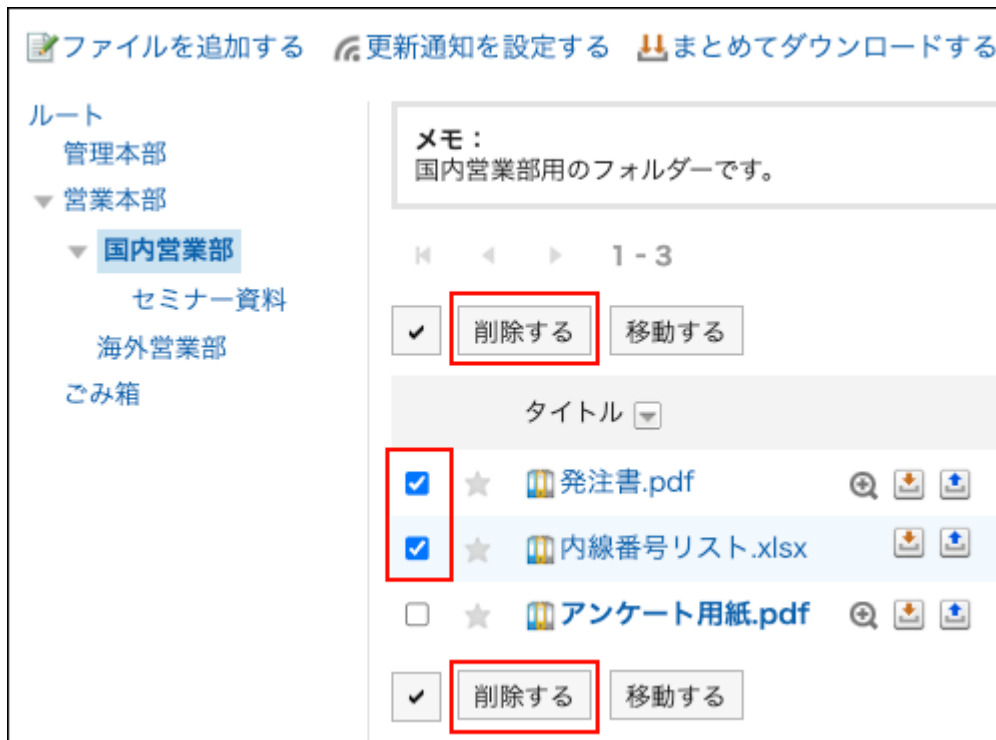 ファイルを追加する 更新通知を設定する まとめてダウンロードする
ルート
管理本部
営業本部
国内営業部
セミナー資料
海外営業部
ごみ箱
メモ：
国内営業部用のフォルダーです。
1 - 3
削除する 移動する
タイトル
発注書.pdf
内線番号リスト.xlsx
アンケート用紙.pdf
削除する 移動する